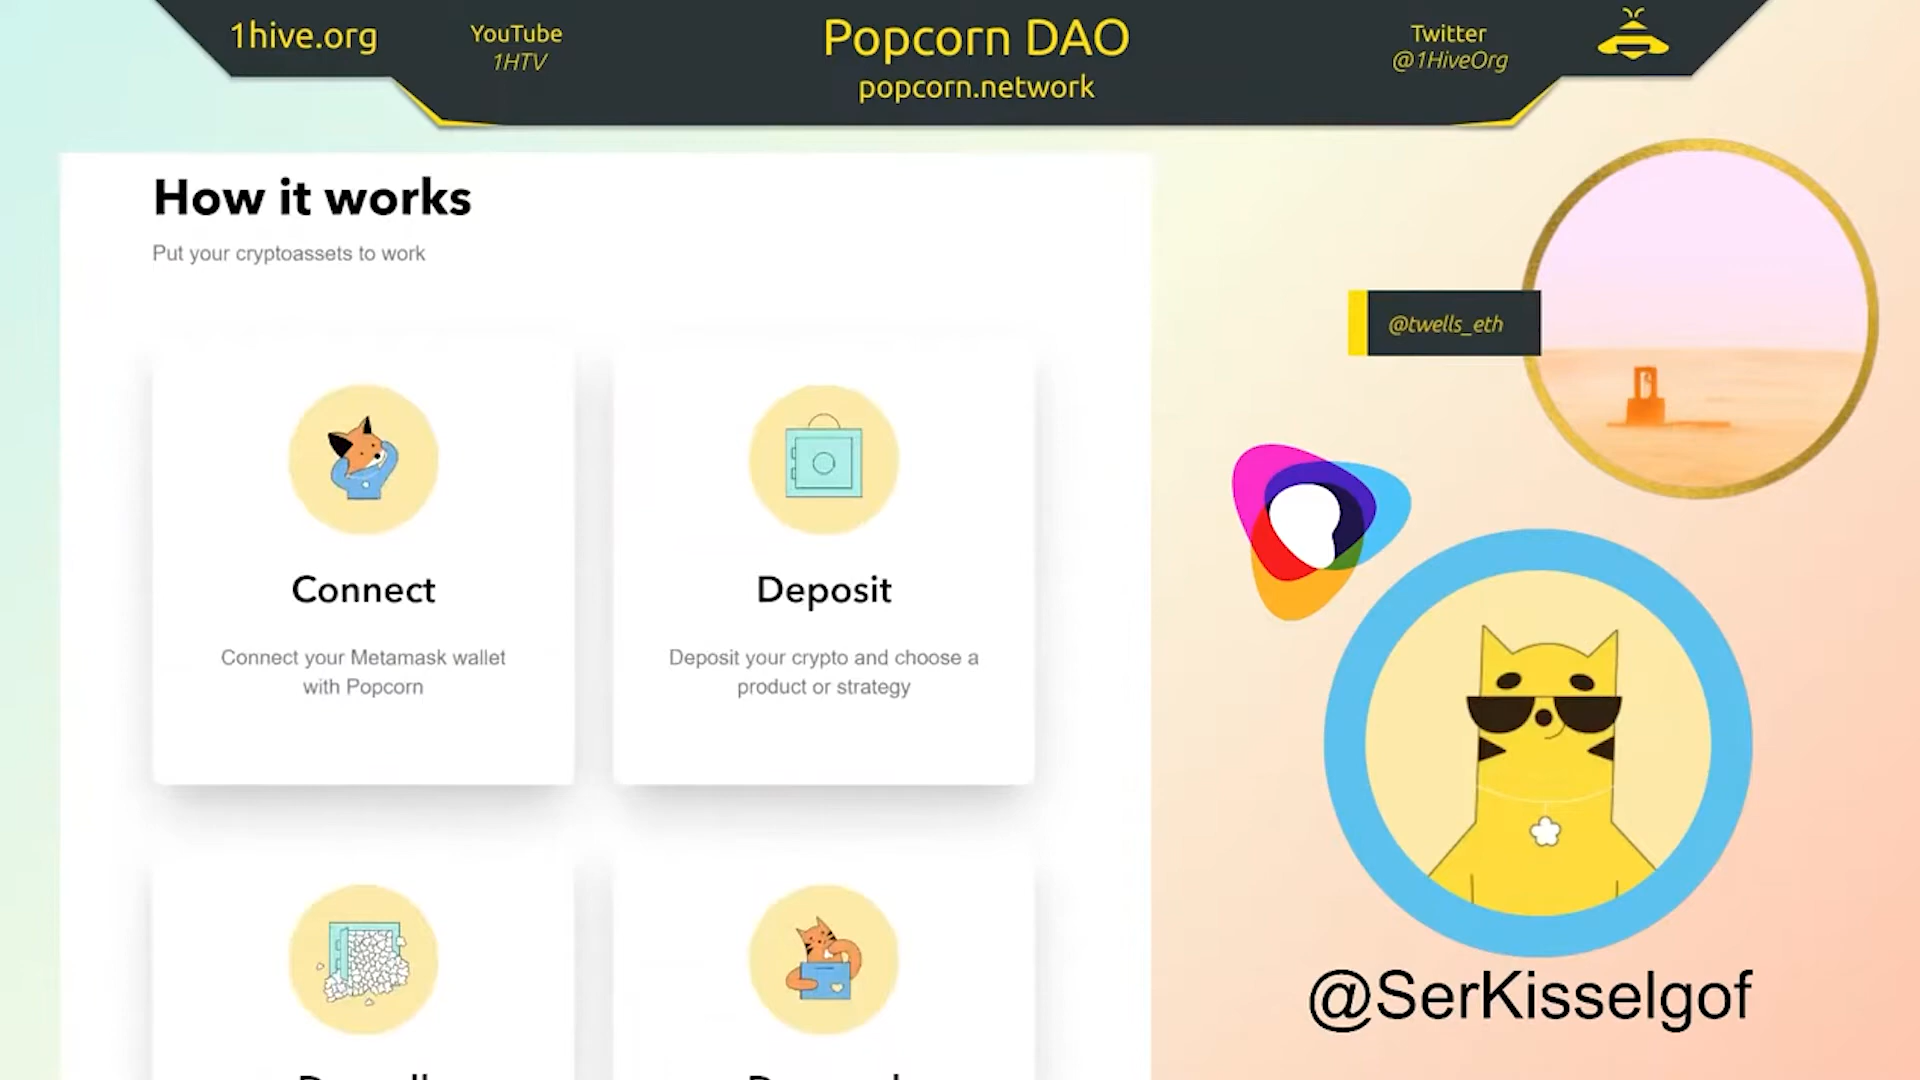 1hive.org
YouTube
1HTV
Popcorn DAO
popcorn.network
Twitter
@1HiveOrg
How it works
Put your cryptoassets to work
@twells_eth
Connect
Deposit
Connect your Metamask wallet
with Popcorn
Deposit your crypto and choose a
product or strategy
@SerKisselgof